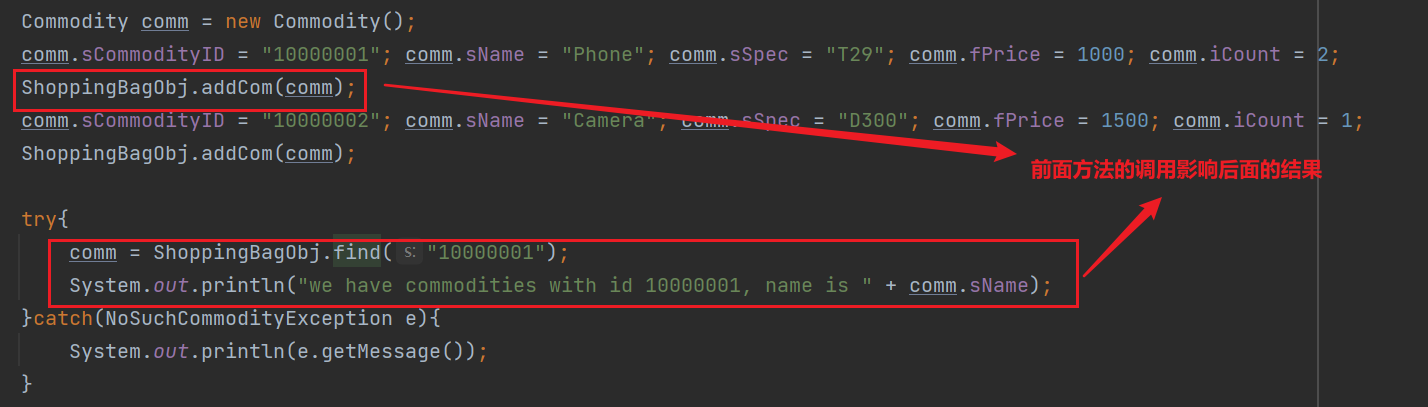 Commodity comm = new Commodity();
comm.sCommodityID = "10000001"; comm.sName = "Phone"; comm.sSpec = "T29"; comm.fPrice = 1000; comm.iCount = 2;
ShoppingBagObj.addCom(comm);
comm.sCommodityID = "10000002"; comm.sName = "Camera"; comm.sSpec = "D300"; comm.fPrice = 1500; comm.iCount = 1;
ShoppingBagObj.addCom(comm);
前面方法的调用影响后面的结果
try{
comm = ShoppingBagObj.find( s: "10000001");
System.out.println("we have commodities with id 10000001, name is " + comm.sName);
}catch(NoSuchCommodityException e){
System.out.println(e.getMessage());
}